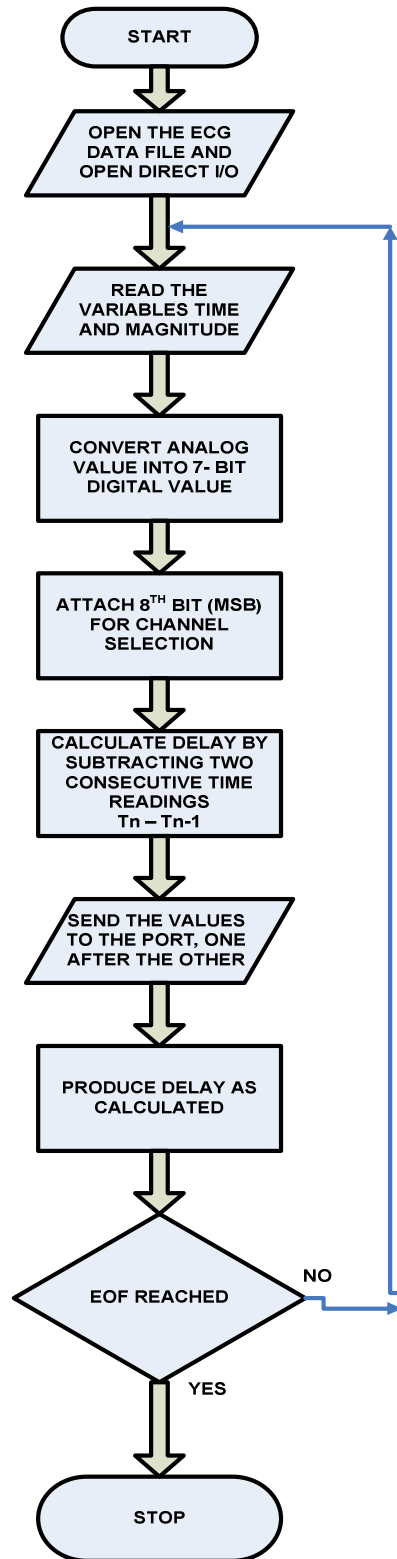 START
OPEN THE ECG
DATA FILE AND
OPEN DIRECT I/O
READ THE
VARIABLES TIME
AND MAGNITUDE
CONVERT ANALOG
VALUE INTO 7- BIT
DIGITAL VALUE
ATTACH 8TH BIT (MSB)
FOR CHANNEL
SELECTION
CALCULATE DELAY BY
SUBTRACTING TWO
CONSECUTIVE TIME
READINGS
Tn – Tn-1
SEND THE VALUES
TO THE PORT, ONE
AFTER THE OTHER
PRODUCE DELAY AS
CALCULATED
EOF REACHED
NO
YES
STOP